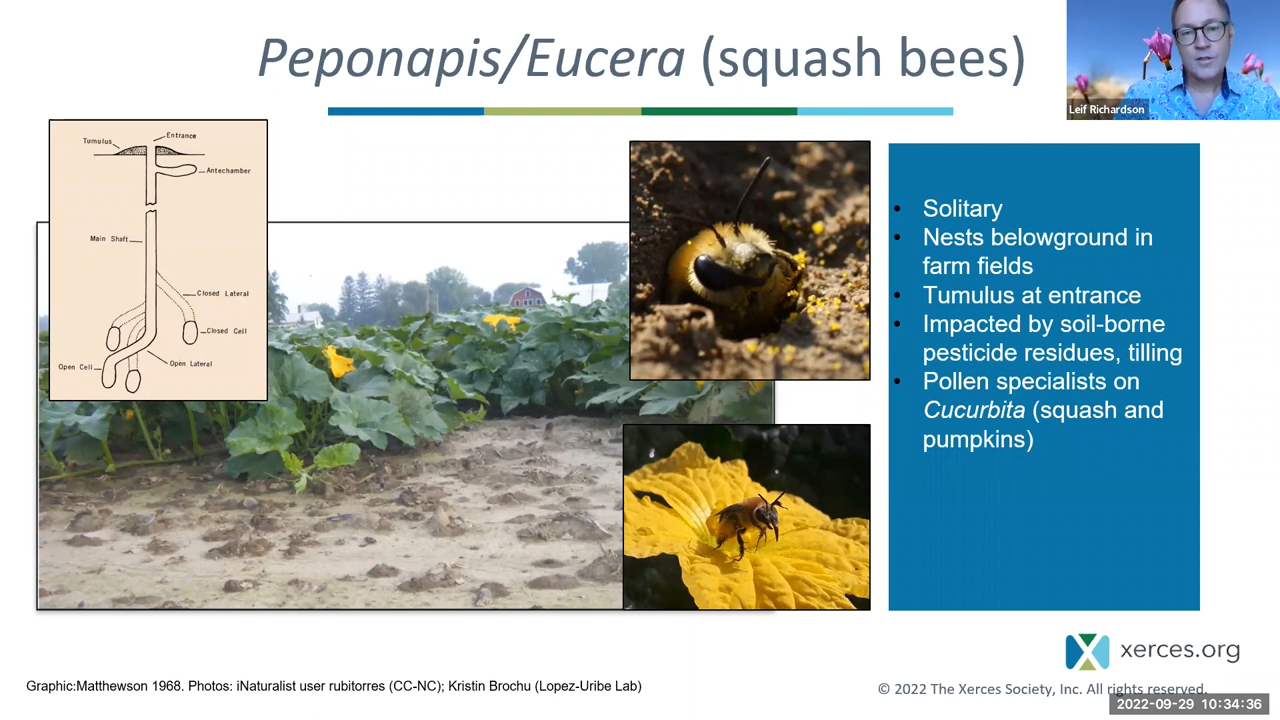 Peponapis/Eucera (squash bees)
Leif Richardson
Tumulus
Entrance
Antechamber
Main Shaft
Closed Lateral
Closed Cell
Open Lateral
Open Cell
• Solitary
• Nests belowground in
farm fields
• Tumulus at entrance
• Impacted by soil-borne
pesticide residues, tilling
• Pollen specialists on
Cucurbita (squash and
pumpkins)
xerces.org
Graphic:Matthewson 1968. Photos: iNaturalist user rubitorres (CC-NC); Kristin Brochu (Lopez-Uribe Lab)
© 2022 The Xerces Society, Inc. All rights reserved.
2022-09-29 10:34:36